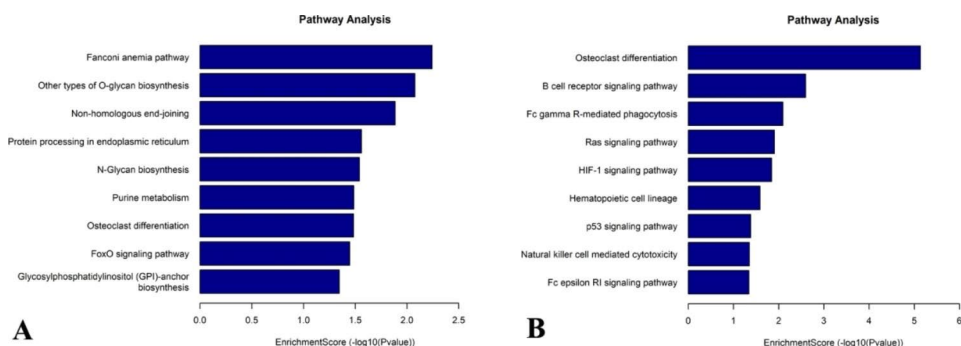 Pathway Analysis
Fanconi anemia pathway
Other types of O-glycan biosynthesis
Non-homologous end-joining
Protein processing in endoplasmic reticulum
N-Glycan biosynthesis
Purine metabolism
Osteoclast differentiation
FoxO signaling pathway
Glycosylphosphatidylinositol (GPI)-anchor
biosynthesis
0.0 0.5 1.0 1.5 2.0 2.5
EnrichmentScore (-log10(Pvalue))
A
Pathway Analysis
Osteoclast differentiation
B cell receptor signaling pathway
Fc gamma R-mediated phagocytosis
Ras signaling pathway
HIF-1 signaling pathway
Hematopoietic cell lineage
p53 signaling pathway
Natural killer cell mediated cytotoxicity
Fc epsilon RI signaling pathway
0 1 2 3 4 5 6
EnrichmentScore (-log10(Pvalue))
B